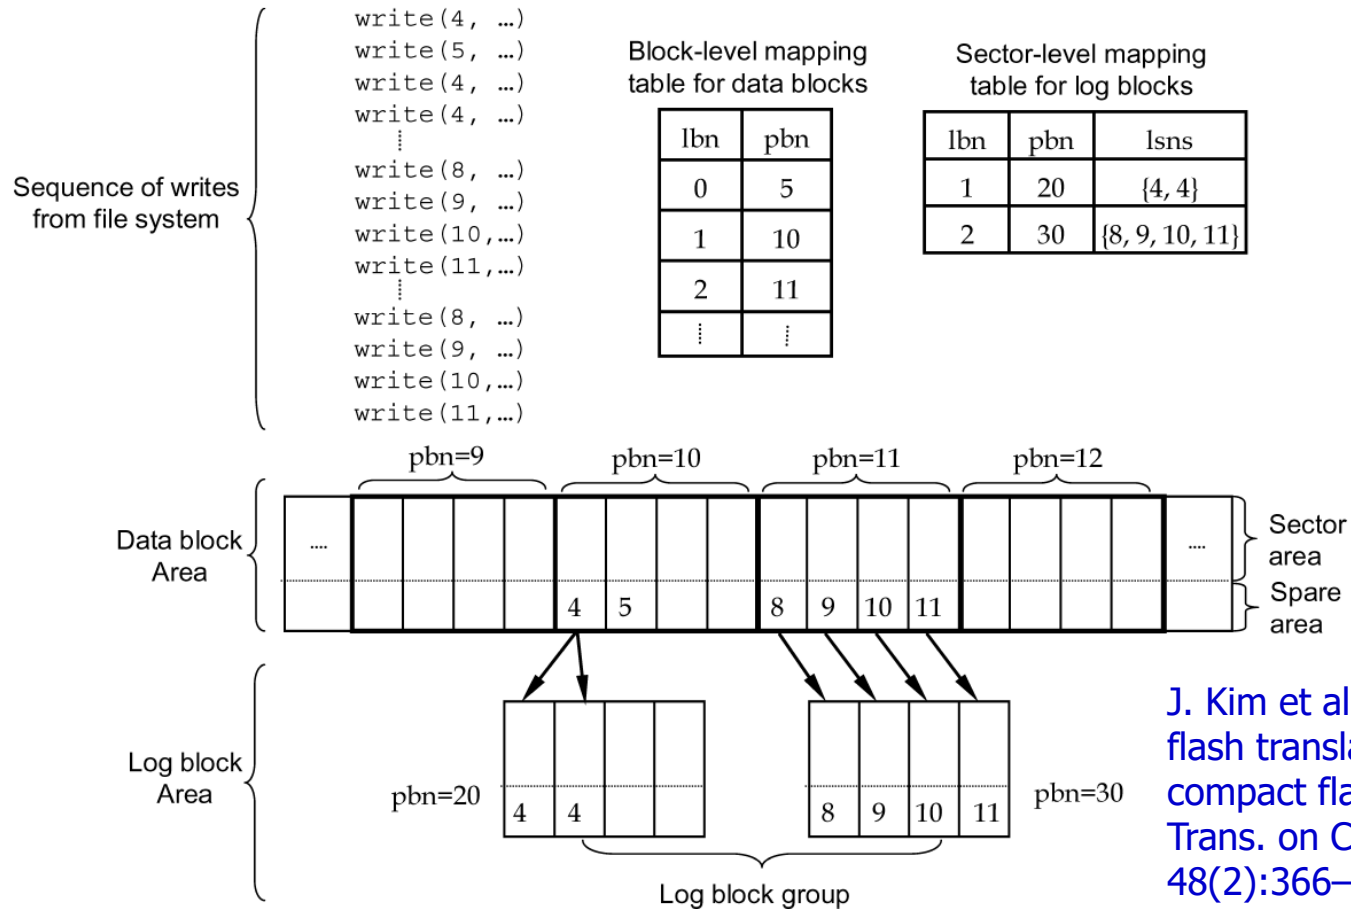 write(4, …)
write(5, …)
write(4, …)
write(4, …)
write(8, …)
write(9, …)
write(10,…)
write(11,…)
write(8, …)
write(9, …)
write(10,…)
write(11,…)
Sequence of writes
from file system
Block-level mapping
table for data blocks
lbn pbn
0 5
1 10
2 11
Sector-level mapping
table for log blocks
lbn pbn lsns
1 20 {4, 4}
2 30 {8, 9, 10, 11}
pbn=9 pbn=10 pbn=11 pbn=12
Data block
Area
.... ....
4 5 8 9 10 11
Sector
area
Spare
area
Log block
Area
pbn=20
4 4
8 9 10 11
pbn=30
Log block group
J. Kim et al
flash transla
compact fla
Trans. on C
48(2):366–